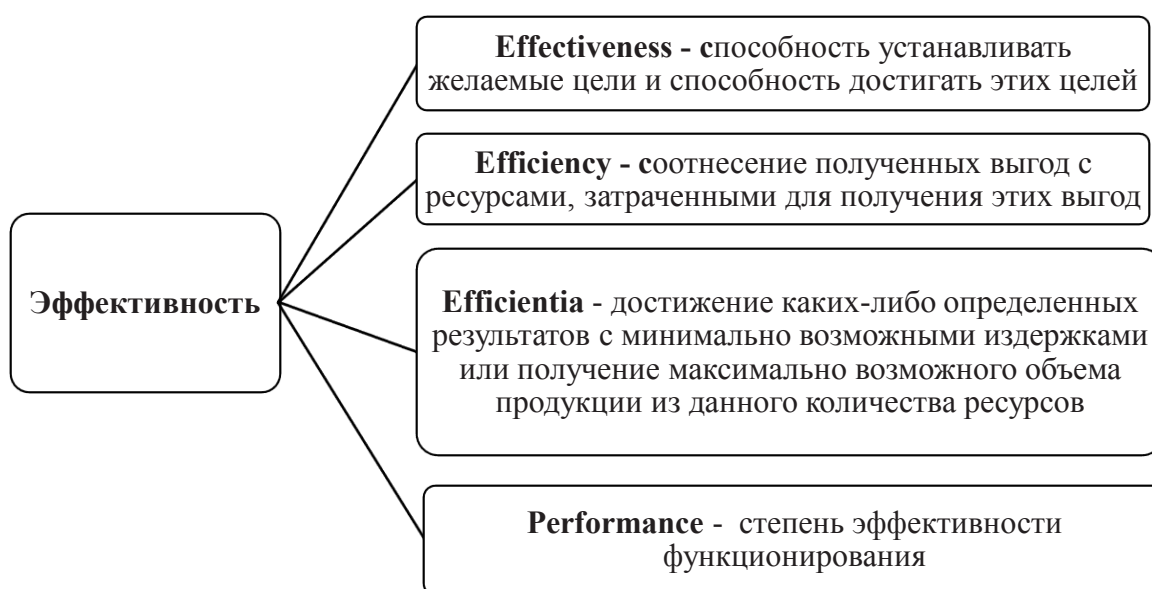 Effectiveness - способность устанавливать
желаемые цели и способность достигать этих целей
Efficiency - соотнесение полученных выгод с
ресурсами, затраченными для получения этих выгод
Эффективность
Efficientia - достижение каких-либо определенных
результатов с минимально возможными издержками
или получение максимально возможного объема
продукции из данного количества ресурсов
Performance - степень эффективности
функционирования